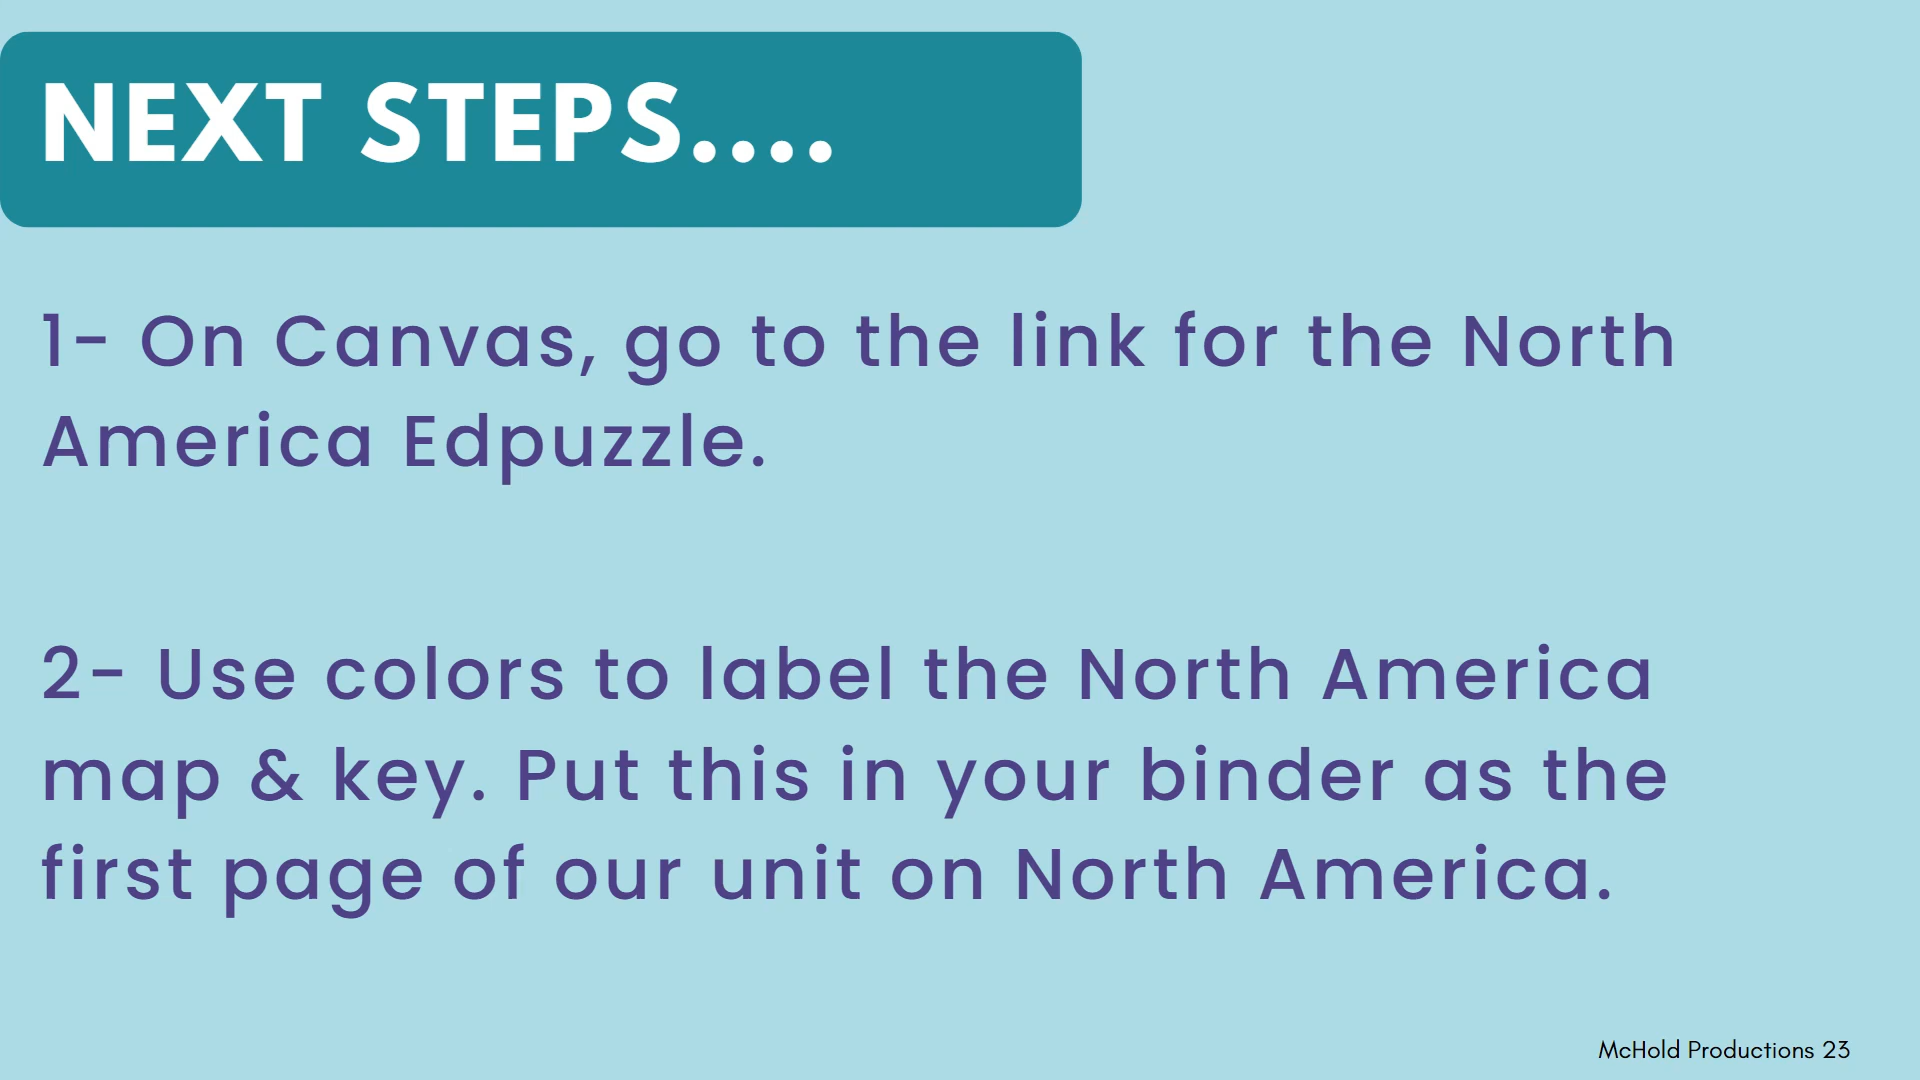 NEXT STEPS....
1- On Canvas, go to the link for the North
America Edpuzzle.
2- Use colors to label the North America
map & key. Put this in your binder as the
first page of our unit on North America.
McHold Productions 23